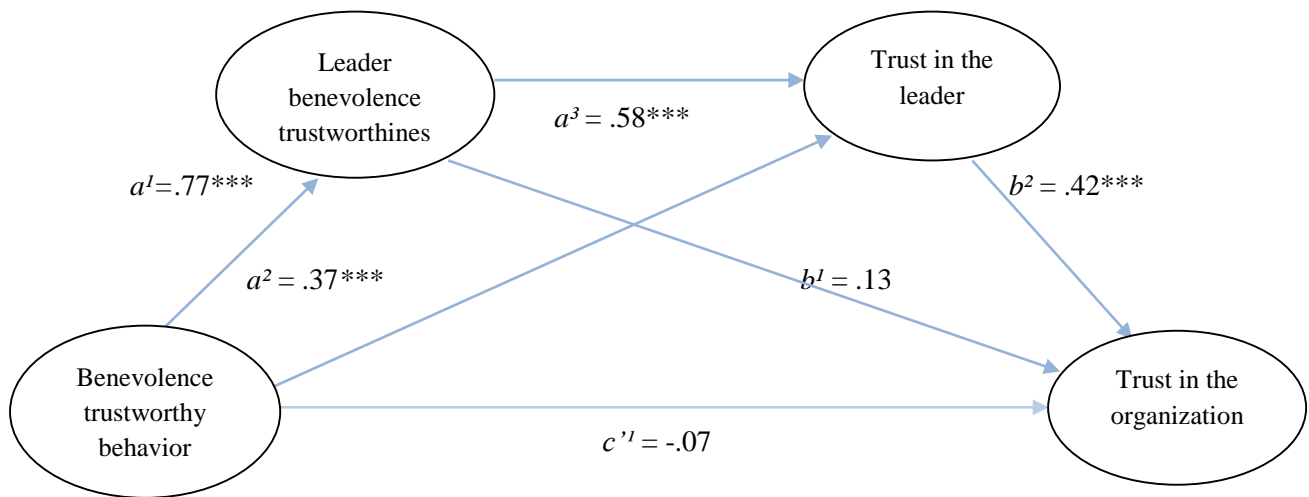 Leader
benevolence
trustworthines
Trust in the
leader
a³ = .58***
a¹=.77***
b² = .42***
a² = .37***
b¹ = .13
Benevolence
trustworthy
behavior
Trust in the
organization
c’¹ = -.07